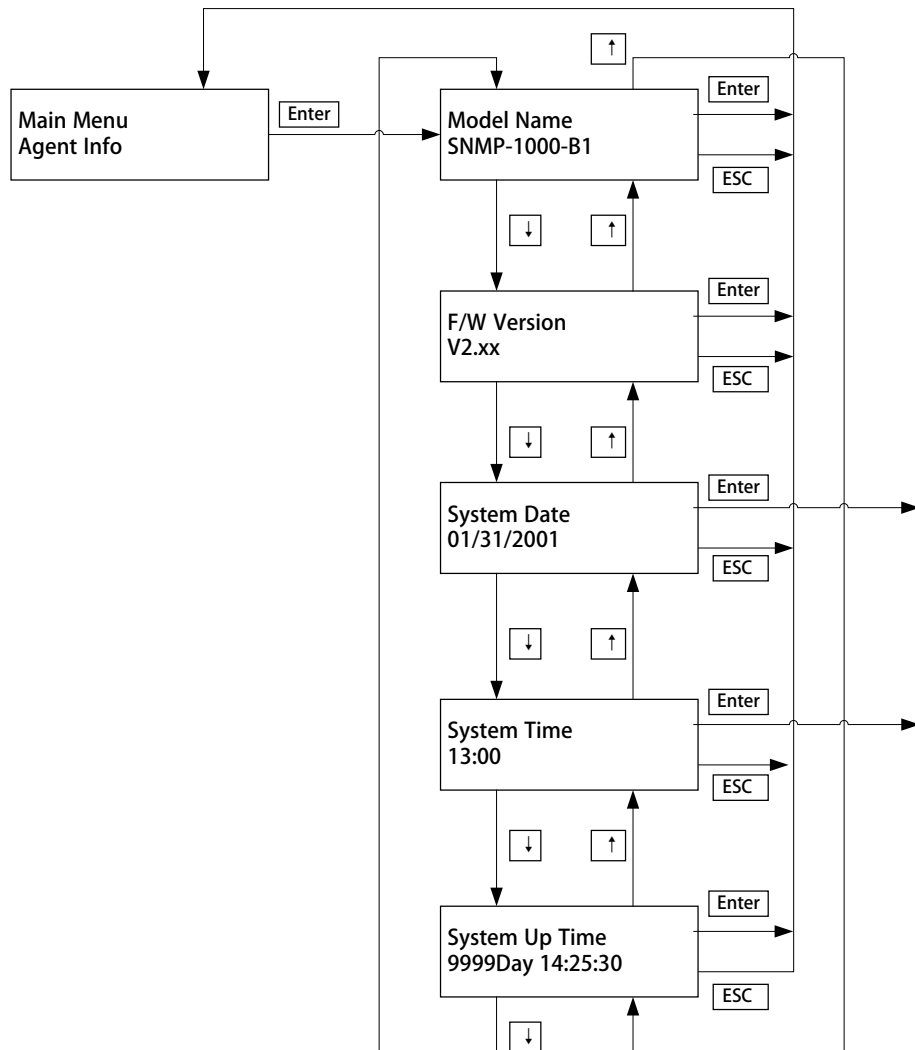 ↑
Main Menu
Agent Info
Enter
Model Name
SNMP-1000-B1
Enter
ESC
↓
↑
F/W Version
V2.xx
Enter
ESC
↓
↑
System Date
01/31/2001
Enter
ESC
↓
↑
System Time
13:00
Enter
ESC
↓
↑
System Up Time
9999Day 14:25:30
Enter
ESC
↓